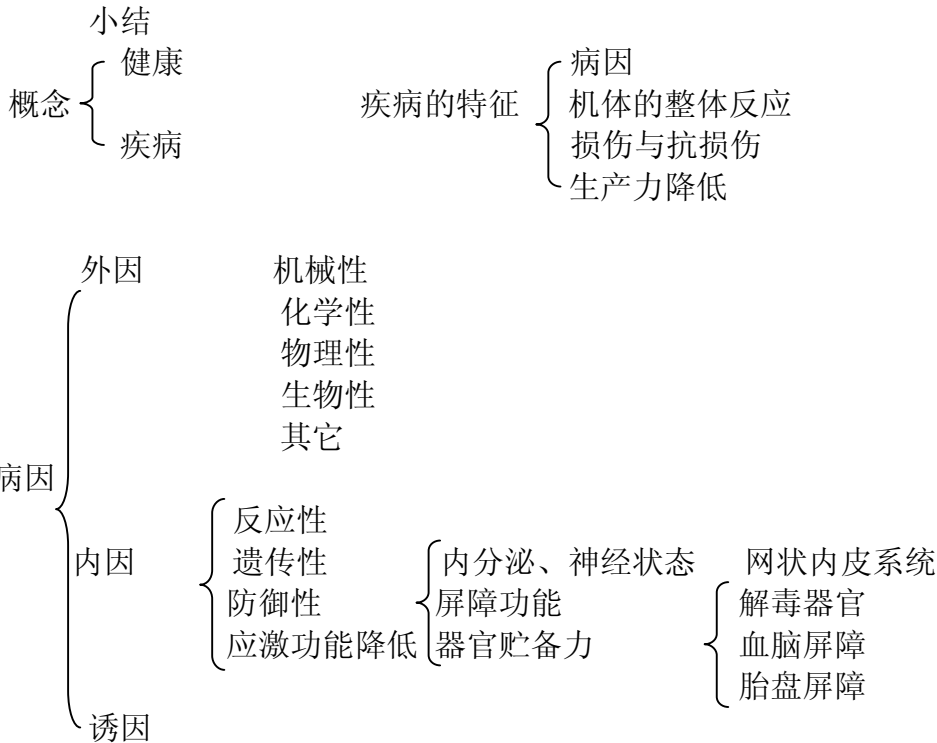 小结
健康
概念
疾病
疾病的特征
病因
机体的整体反应
损伤与抗损伤
生产力降低
病因
外因
机械性
化学性
物理性
生物性
其它
内因
反应性
遗传性
防御性
应激功能降低
内分泌、神经状态
屏障功能
器官贮备力
网状内皮系统
解毒器官
血脑屏障
胎盘屏障
诱因